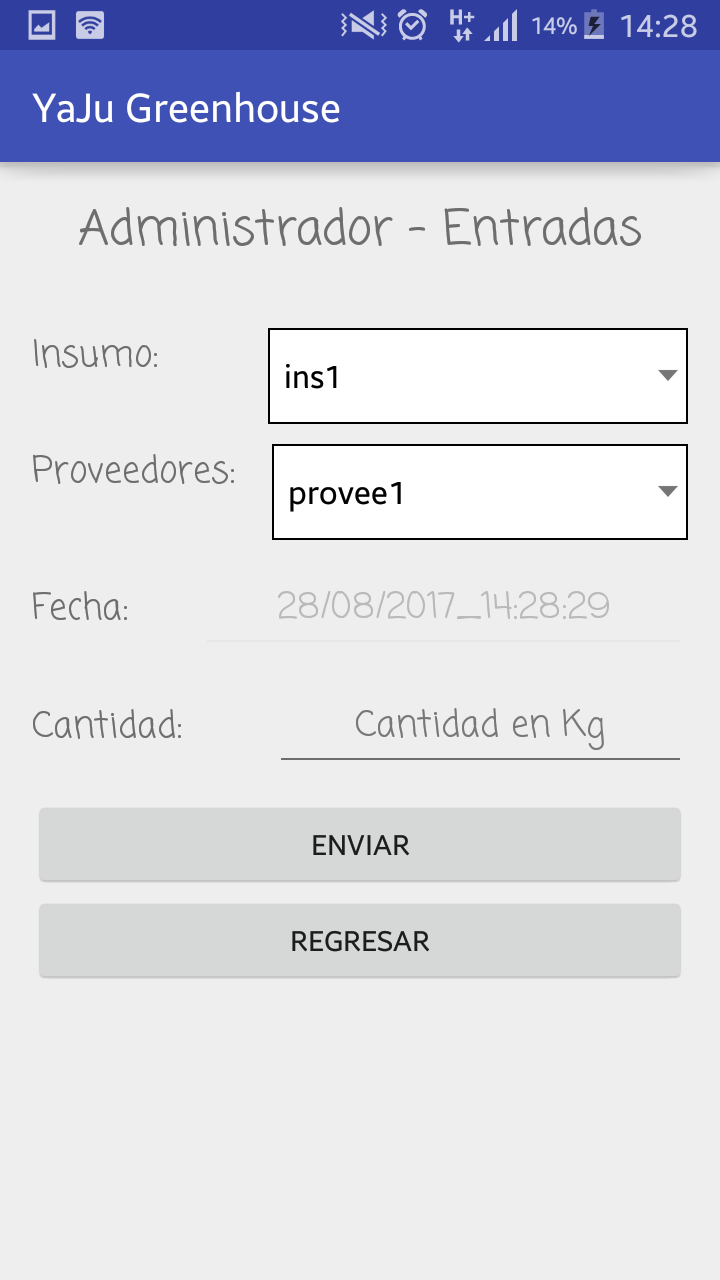 H+ 14% 14:28
YaJu Greenhouse
Administrador - Entradas
Insumo: ins1
Proveedores: provee1
Fecha: 28/08/2017_14:28:29
Cantidad: Cantidad en Kg
ENVIAR
REGRESAR